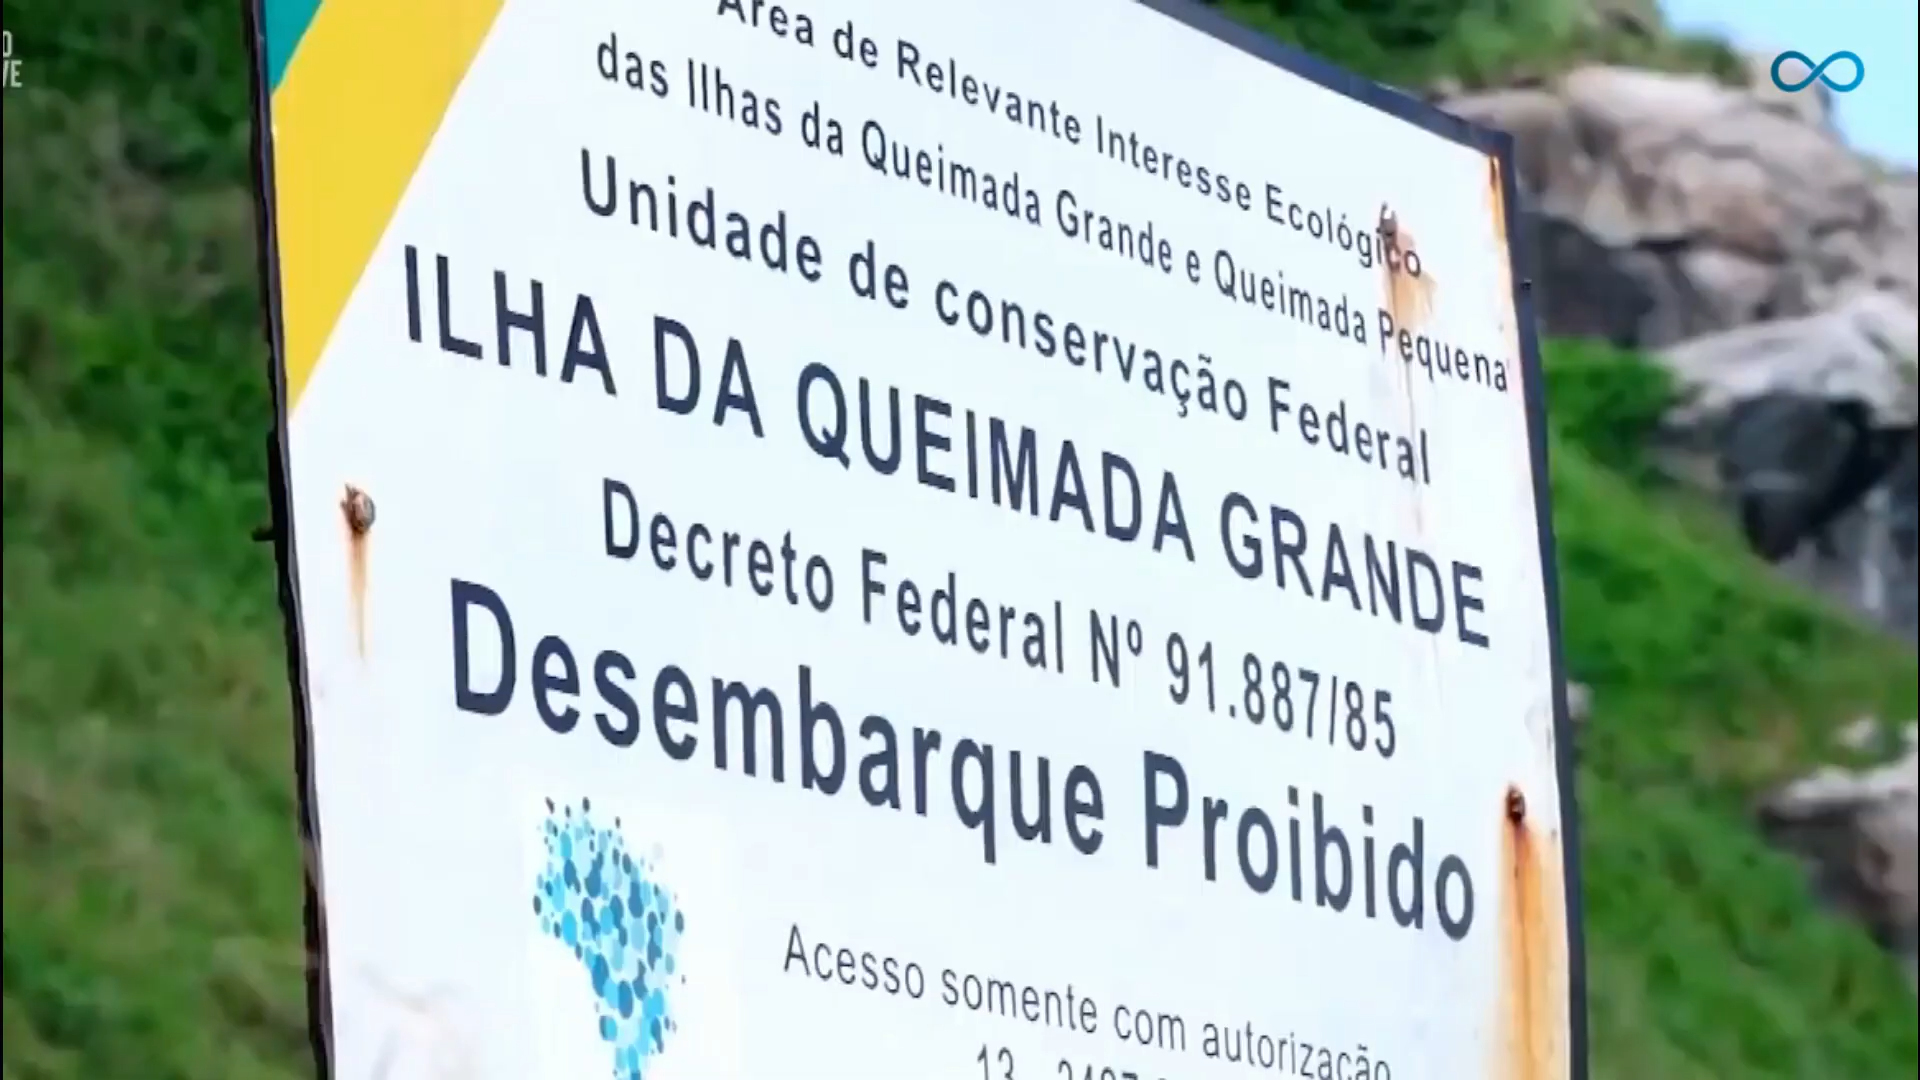 Área de Relevante Interesse Ecológico
das Ilhas da Queimada Grande e Queimada Pequena
Unidade de conservação Federal
ILHA DA QUEIMADA GRANDE
Decreto Federal Nº 91.887/85
Desembarque Proibido
Acesso somente com autorização
13